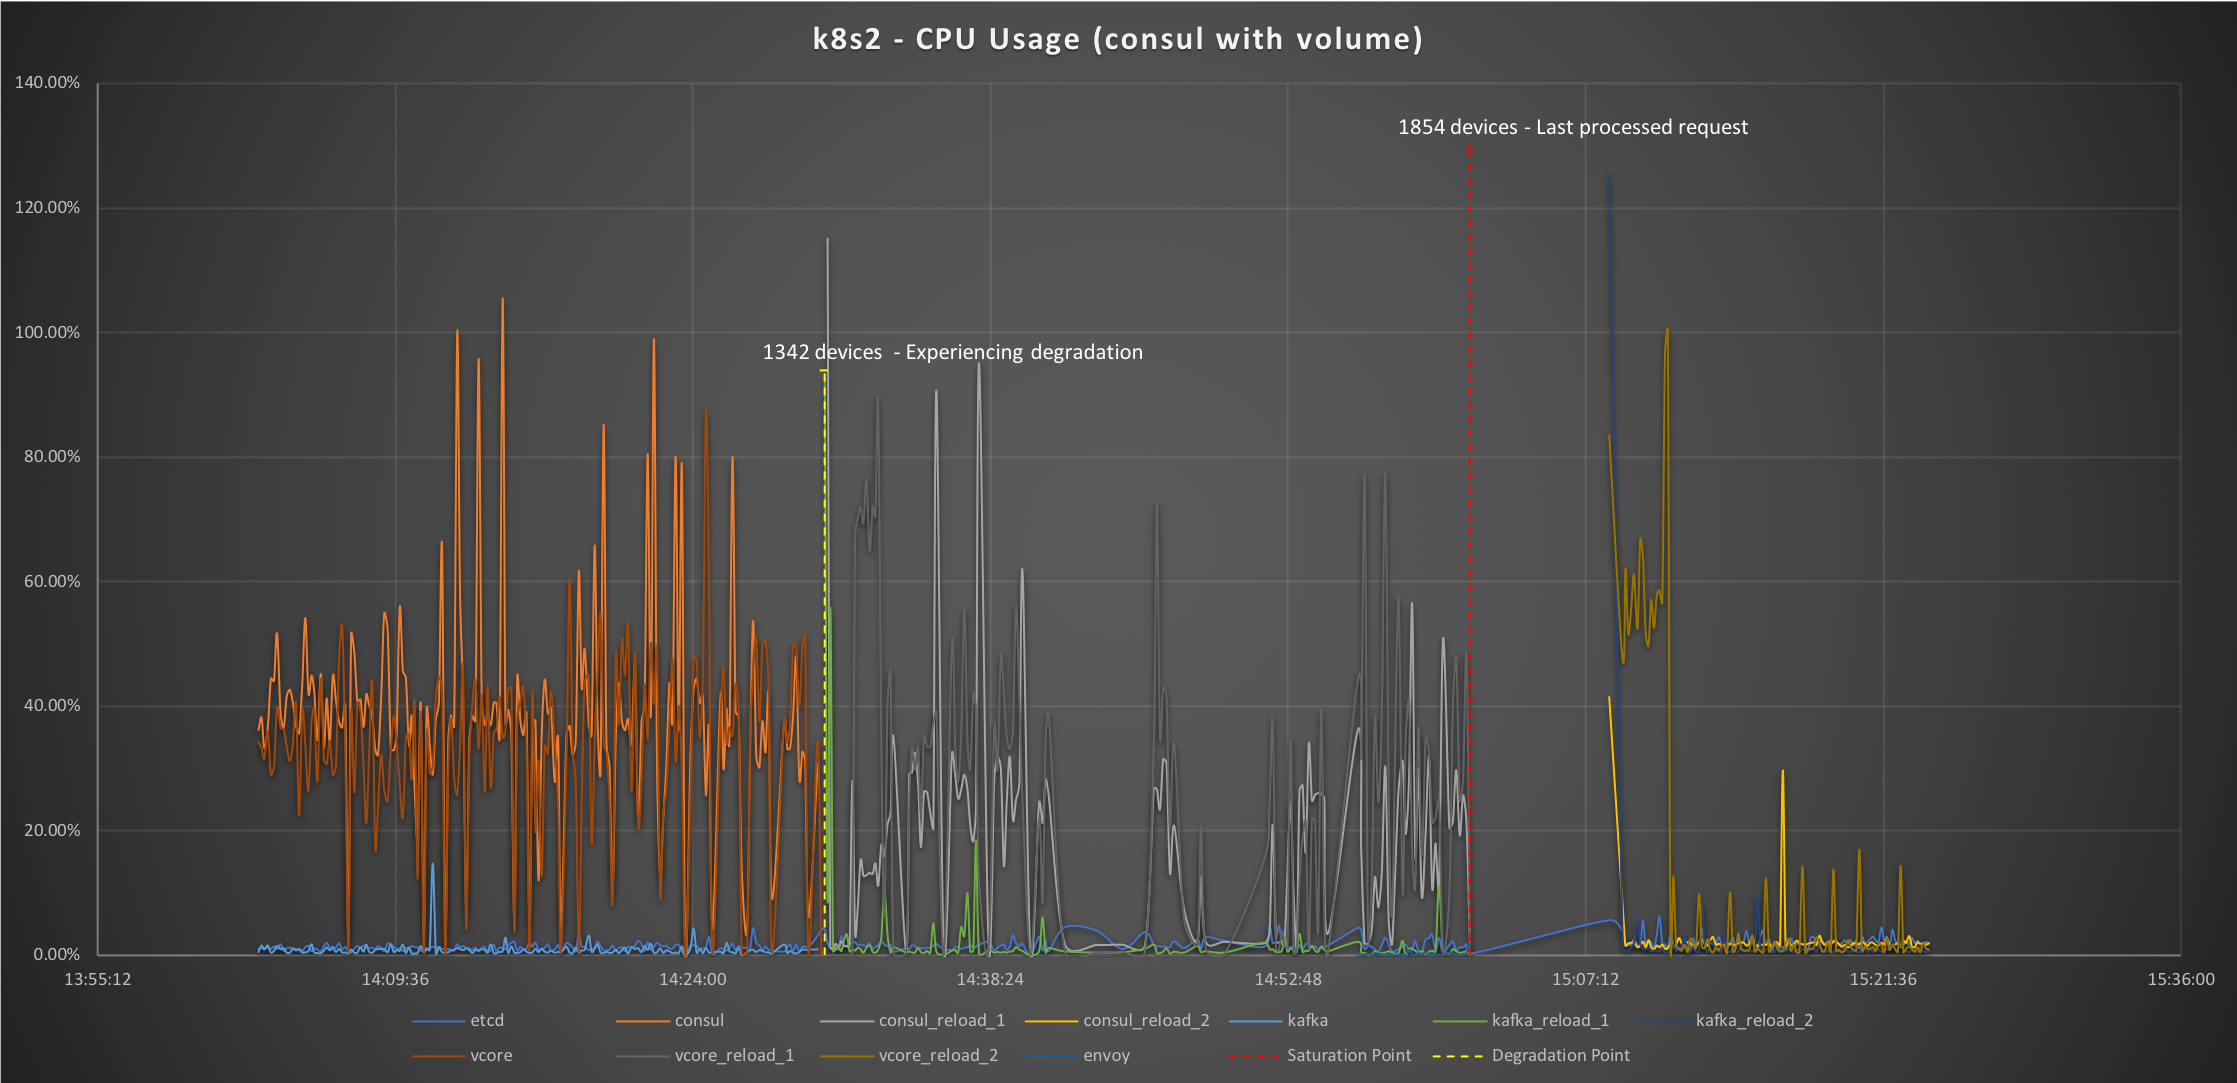 k8s2 - CPU Usage (consul with volume)
140.00%
1854 devices - Last processed request
120.00%
100.00%
1342 devices  - Experiencing degradation
80.00%
60.00%
40.00%
20.00%
0.00%
13:55:12 14:09:36 14:24:00 14:38:24 14:52:48 15:07:12 15:21:36 15:36:00
etcd consul consul_reload_1 consul_reload_2 kafka kafka_reload_1 kafka_reload_2
vcore vcore_reload_1 vcore_reload_2 envoy Saturation Point Degradation Point